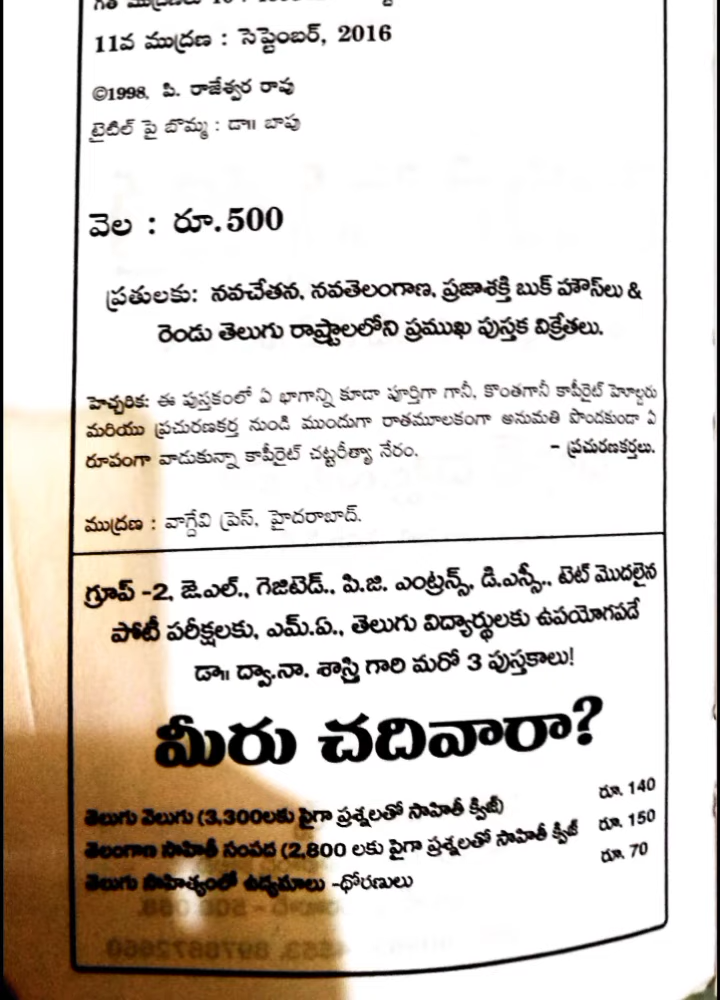 11వ ముద్రణ : సెప్టెంబర్, 2016
©1998, పి. రాజేశ్వర రావు
టైటిల్ పై బొమ్మ : డా॥ బాపు
వెల : రూ.500
ప్రతులకు: నవచేతన, నవతెలంగాణ, ప్రజాశక్తి బుక్ హౌస్‌లు &
రెండు తెలుగు రాష్ట్రాలలోని ప్రముఖ పుస్తక విక్రేతలు.
హెచ్చరిక: ఈ పుస్తకంలో ఏ భాగాన్ని కూడా పూర్తిగా గానీ, కొంతగానీ కాపీరైట్ హెల్డరు
మరియు ప్రచురణకర్త నుండి ముందుగా రాతమూలకంగా అనుమతి పొందకుండా ఏ
రూపంగా వాడుకున్నా కాపీరైట్ చట్టరీత్యా నేరం. – ప్రచురణకర్తలు.
ముద్రణ : వాగ్దేవి ప్రెస్, హైదరాబాద్.
గ్రూప్ -2, జె.ఎల్., గెజిటెడ్., పి.జి. ఎంట్రన్స్, డి.ఎస్సీ., టెట్ మొదలైన
పోటీ పరీక్షలకు, ఎమ్.ఏ., తెలుగు విద్యార్థులకు ఉపయోగపడే
డా॥ ద్వా.నా. శాస్త్రి గారి మరో 3 పుస్తకాలు!
మీరు చదివారా?
తెలుగు వెలుగు (3,300లకు పైగా ప్రశ్నలతో సాహితీ క్విజ్) రూ. 140
తెలంగాణ సాహితీ సంపద (2,800 లకు పైగా ప్రశ్నలతో సాహితీ క్విజ్ రూ. 150
తెలుగు సాహిత్యంలో ఉద్యమాలు -ధోరణులు రూ. 70